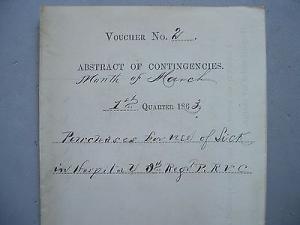 Voucher No. 2.
ABSTRACT OF CONTINGENCIES.
Month of March
1st Quarter 1863.
Purchases for use of Sick
in Hospital 8th Regt P. R. V. C